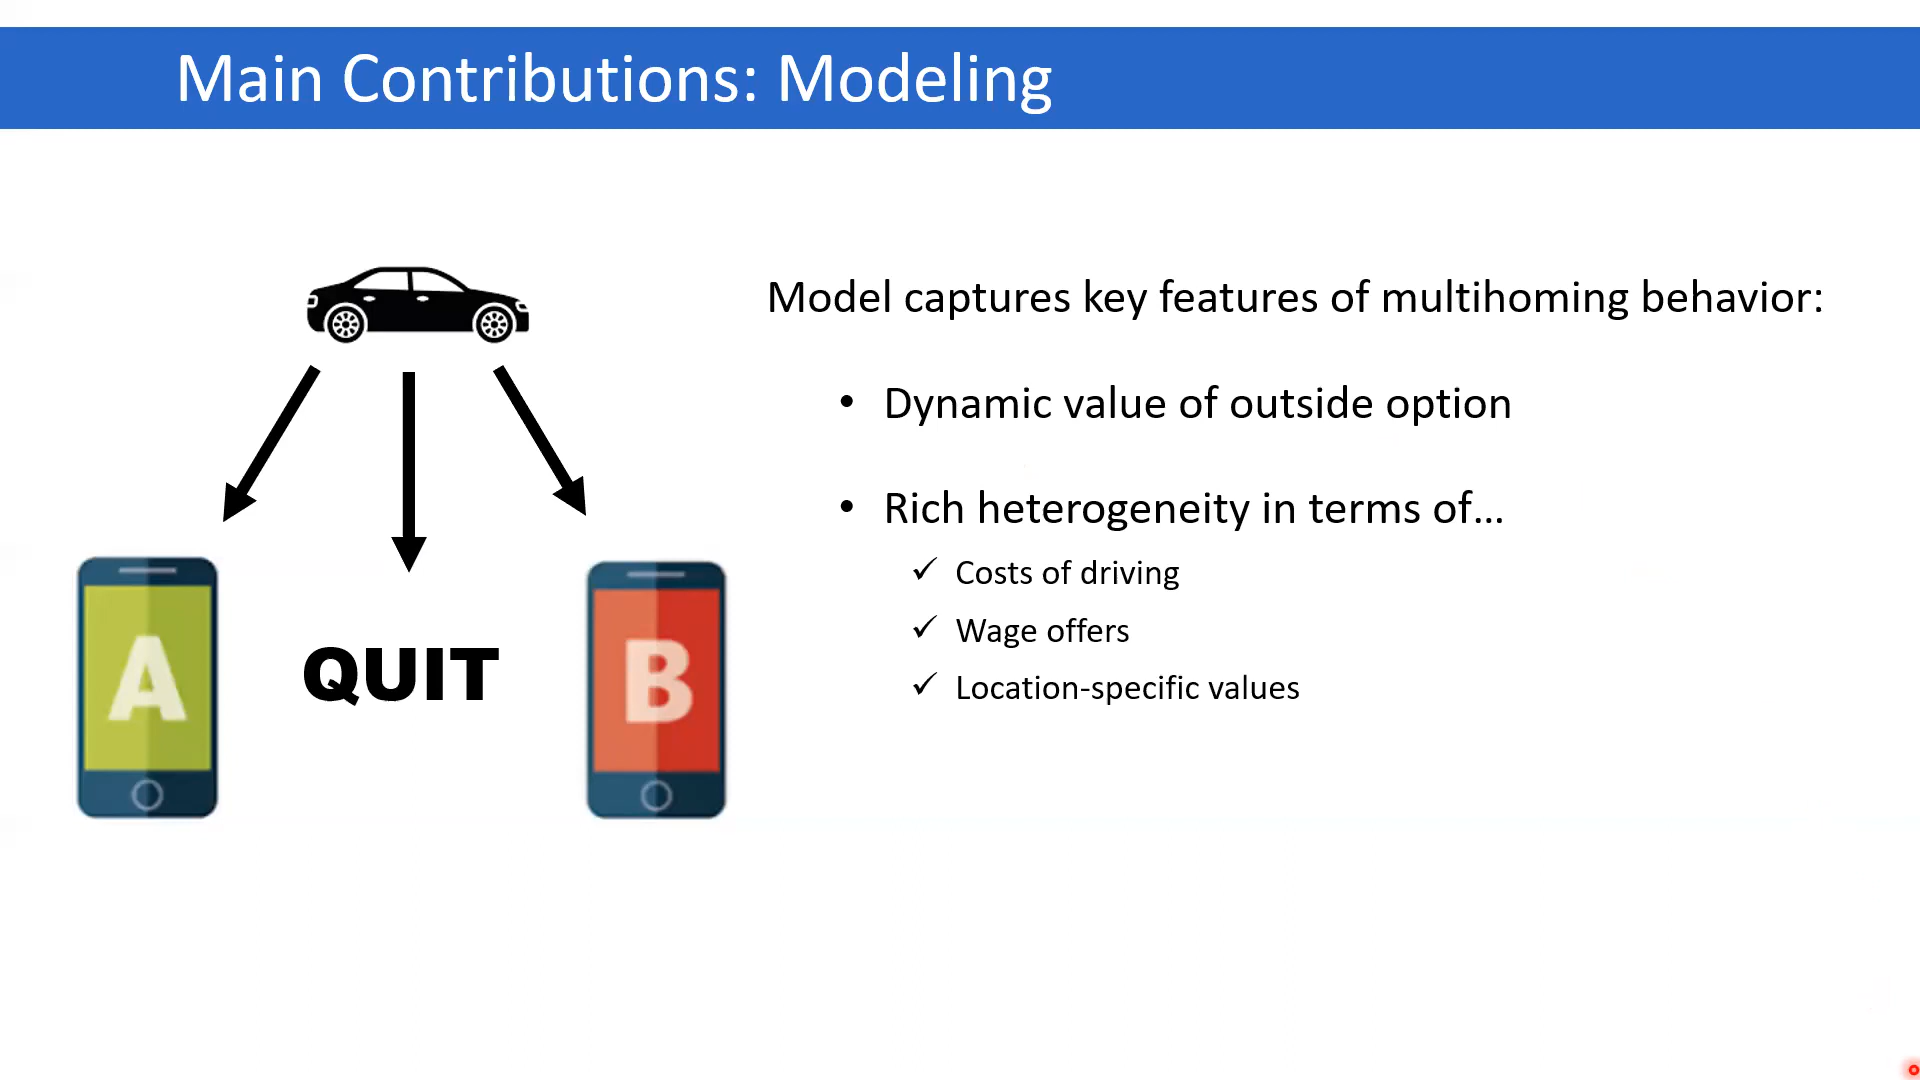 Main Contributions: Modeling
Model captures key features of multihoming behavior:
• Dynamic value of outside option
• Rich heterogeneity in terms of...
✓ Costs of driving
✓ Wage offers
✓ Location-specific values
A
QUIT
B